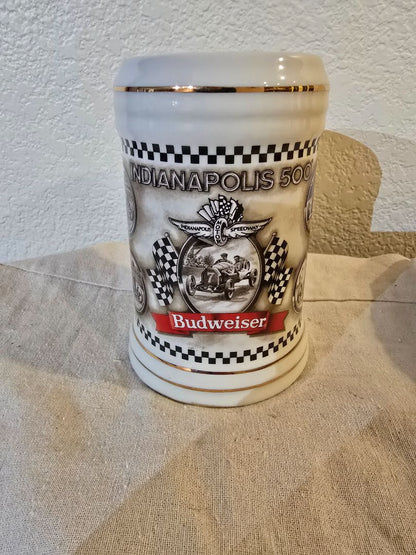 INDIANAPOLIS 500
INDIANAPOLIS SPEEDWAY
Budweiser